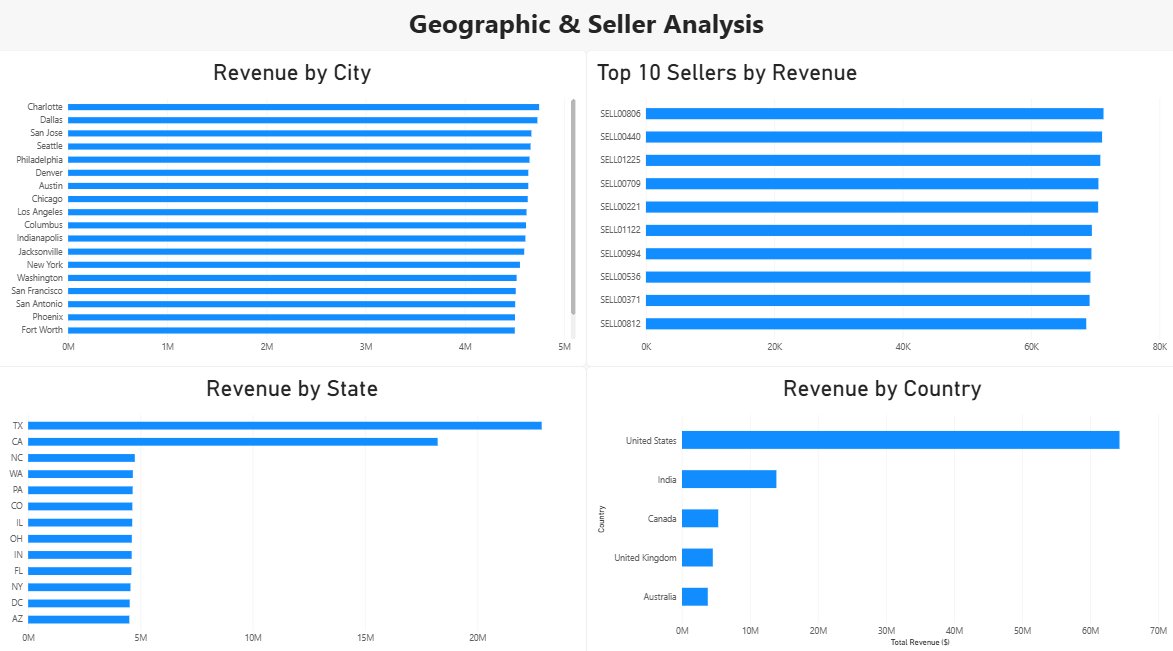 Geographic & Seller Analysis
Revenue by City
Charlotte
Dallas
San Jose
Seattle
Philadelphia
Denver
Austin
Chicago
Los Angeles
Columbus
Indianapolis
Jacksonville
New York
Washington
San Francisco
San Antonio
Phoenix
Fort Worth
0M 1M 2M 3M 4M 5M
Top 10 Sellers by Revenue
SELL00806
SELL00440
SELL01225
SELL00709
SELL00221
SELL01122
SELL00994
SELL00536
SELL00371
SELL00812
0K 20K 40K 60K 80K
Revenue by State
TX
CA
NC
WA
PA
CO
IL
OH
IN
FL
NY
DC
AZ
0M 5M 10M 15M 20M
Revenue by Country
Country
United States
India
Canada
United Kingdom
Australia
0M 10M 20M 30M 40M 50M 60M 70M
Total Revenue ($)